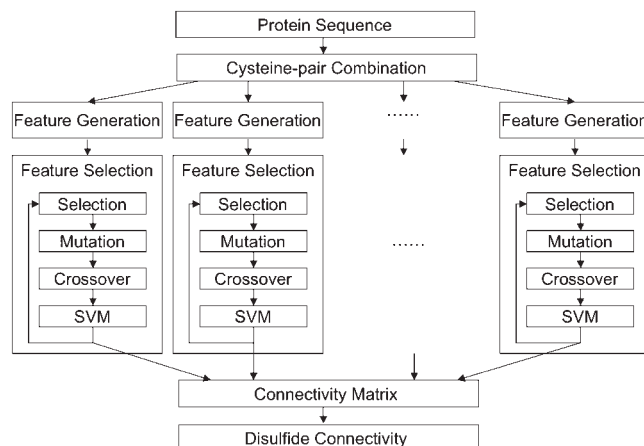 Protein Sequence
Cysteine-pair Combination
Feature Generation
Feature Generation
......
Feature Generation
Feature Selection
Selection
Mutation
Crossover
SVM
Feature Selection
Selection
Mutation
Crossover
SVM
......
Feature Selection
Selection
Mutation
Crossover
SVM
Connectivity Matrix
Disulfide Connectivity